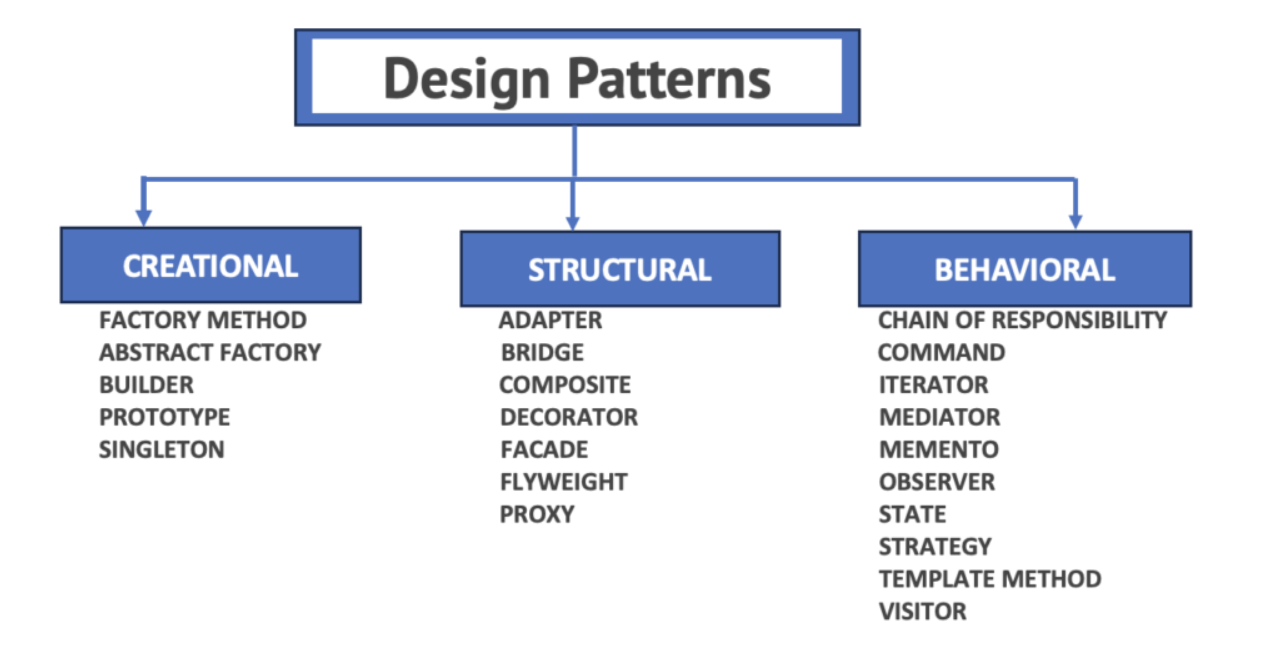 Design Patterns
CREATIONAL
FACTORY METHOD
ABSTRACT FACTORY
BUILDER
PROTOTYPE
SINGLETON
STRUCTURAL
ADAPTER
BRIDGE
COMPOSITE
DECORATOR
FACADE
FLYWEIGHT
PROXY
BEHAVIORAL
CHAIN OF RESPONSIBILITY
COMMAND
ITERATOR
MEDIATOR
MEMENTO
OBSERVER
STATE
STRATEGY
TEMPLATE METHOD
VISITOR